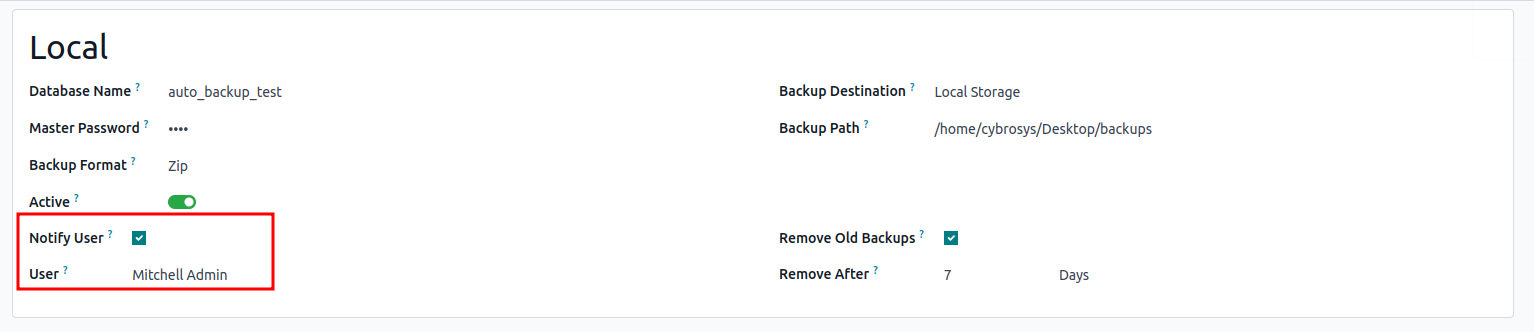 Local
Database Name ? auto_backup_test
Backup Destination ? Local Storage
Master Password ? ••••
Backup Path ? /home/cybrosys/Desktop/backups
Backup Format ? Zip
Active ?
Notify User ?
Remove Old Backups ?
User ? Mitchell Admin
Remove After ? 7 Days